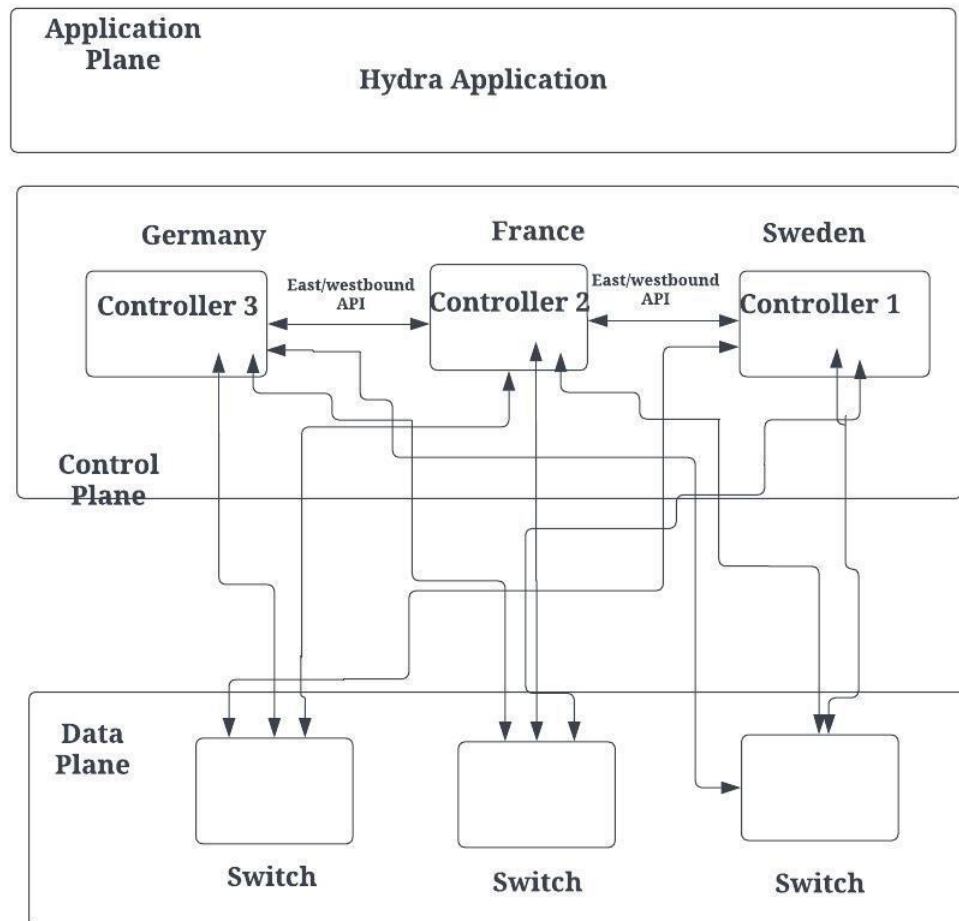 Application
Plane
Hydra Application
Germany
France
Sweden
Controller 3
East/westbound
API
Controller 2
East/westbound
API
Controller 1
Control
Plane
Data
Plane
Switch
Switch
Switch